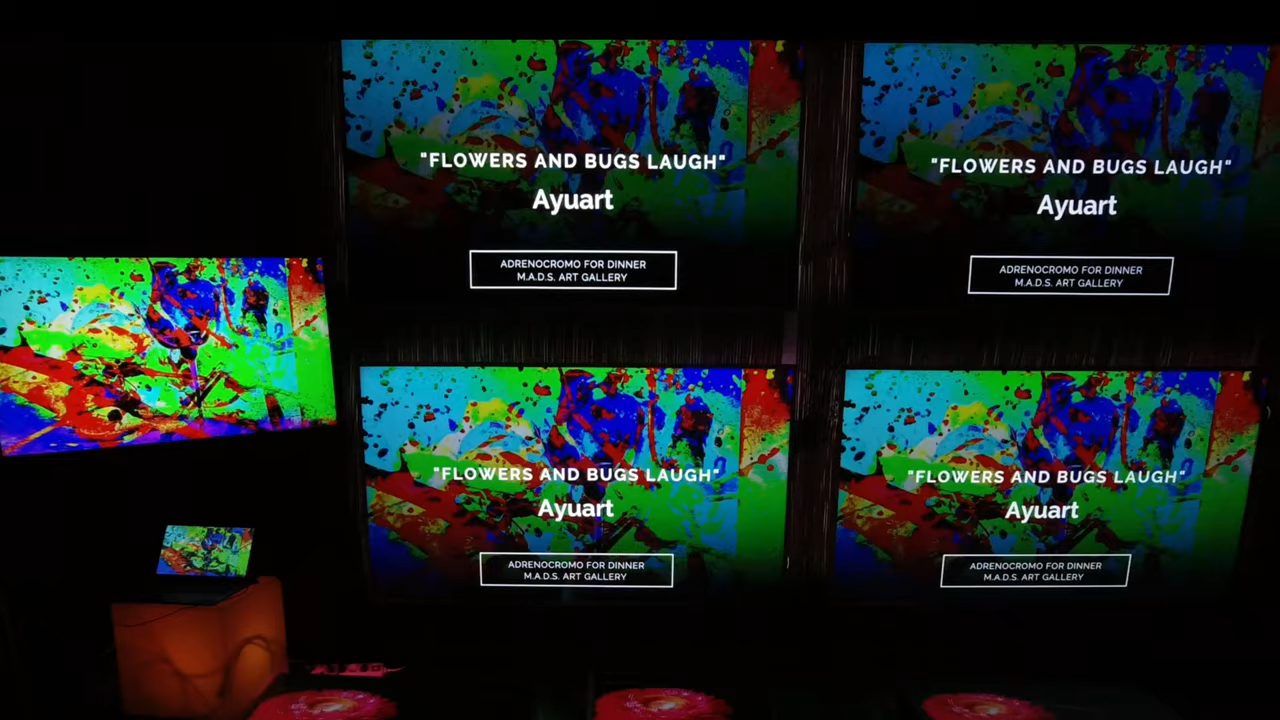 "FLOWERS AND BUGS LAUGH"
Ayuart
ADRENOCROMO FOR DINNER
M.A.D.S. ART GALLERY
"FLOWERS AND BUGS LAUGH"
Ayuart
ADRENOCROMO FOR DINNER
M.A.D.S. ART GALLERY
"FLOWERS AND BUGS LAUGH"
Ayuart
ADRENOCROMO FOR DINNER
M.A.D.S. ART GALLERY
"FLOWERS AND BUGS LAUGH"
Ayuart
ADRENOCROMO FOR DINNER
M.A.D.S. ART GALLERY